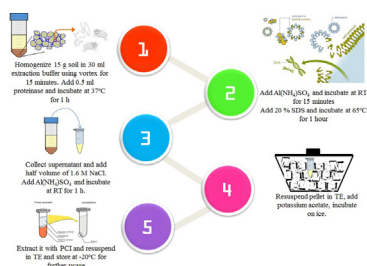 1
Homogenize 15 g soil in 30 ml
extraction buffer using vortex for
15 minutes. Add 0.5 ml
proteinase and incubate at 37°C
for 1 h
2
Add Al(NH₄)SO₄ and incubate at RT
for 15 minutes
Add 20 % SDS and incubate at 65°C
for 1 hour
3
Collect supernatant and add
half volume of 1.6 M NaCl.
Add Al(NH₄)SO₄ and incubate
at RT for 1 h.
4
Resuspend pellet in TE, add
potassium acetate, incubate
on ice.
5
Extract it with PCI and resuspend
in TE and store at -20°C for
further usage